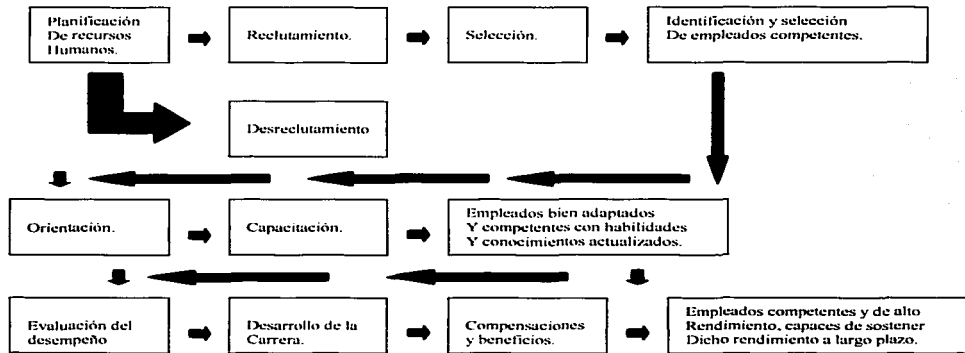 Planificación
De recursos
Humanos.
Reclutamiento.
Selección.
Identificación y selección
De empleados competentes.
Desreclutamiento
Orientación.
Capacitación.
Empleados bien adaptados
Y competentes con habilidades
Y conocimientos actualizados.
Evaluación del
desempeño
Desarrollo de la
Carrera.
Compensaciones
y beneficios.
Empleados competentes y de alto
Rendimiento, capaces de sostener
Dicho rendimiento a largo plazo.